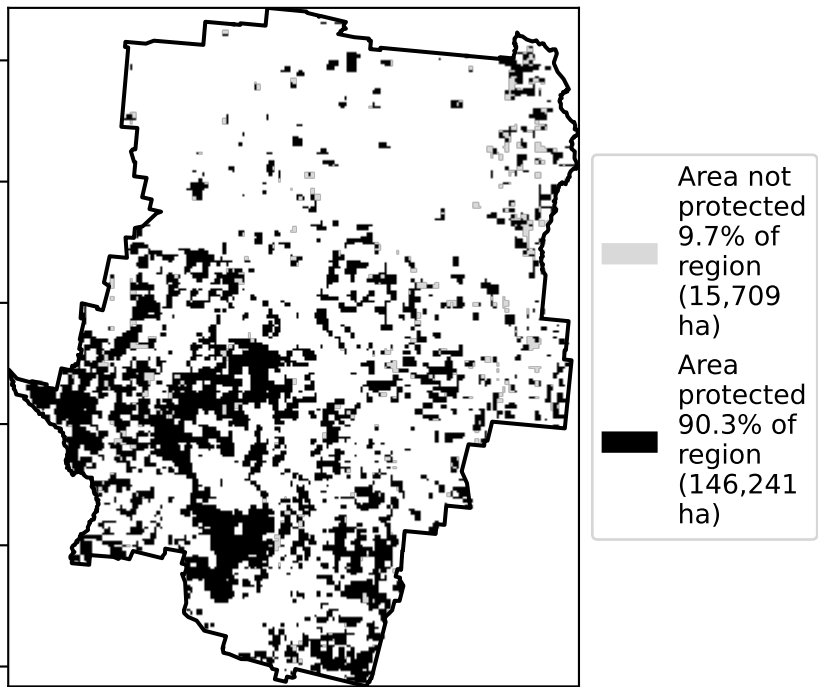 Area not
protected
9.7% of
region
(15,709
ha)
Area
protected
90.3% of
region
(146,241
ha)